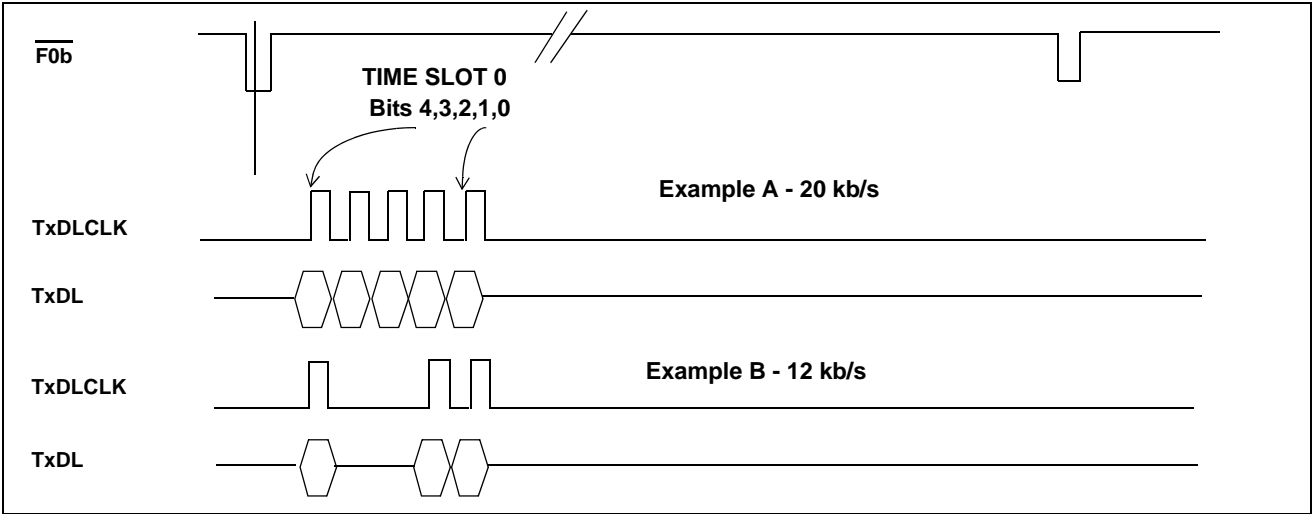 F0b
TIME SLOT 0
Bits 4,3,2,1,0
Example A - 20 kb/s
TxDLCLK
TxDL
Example B - 12 kb/s
TxDLCLK
TxDL